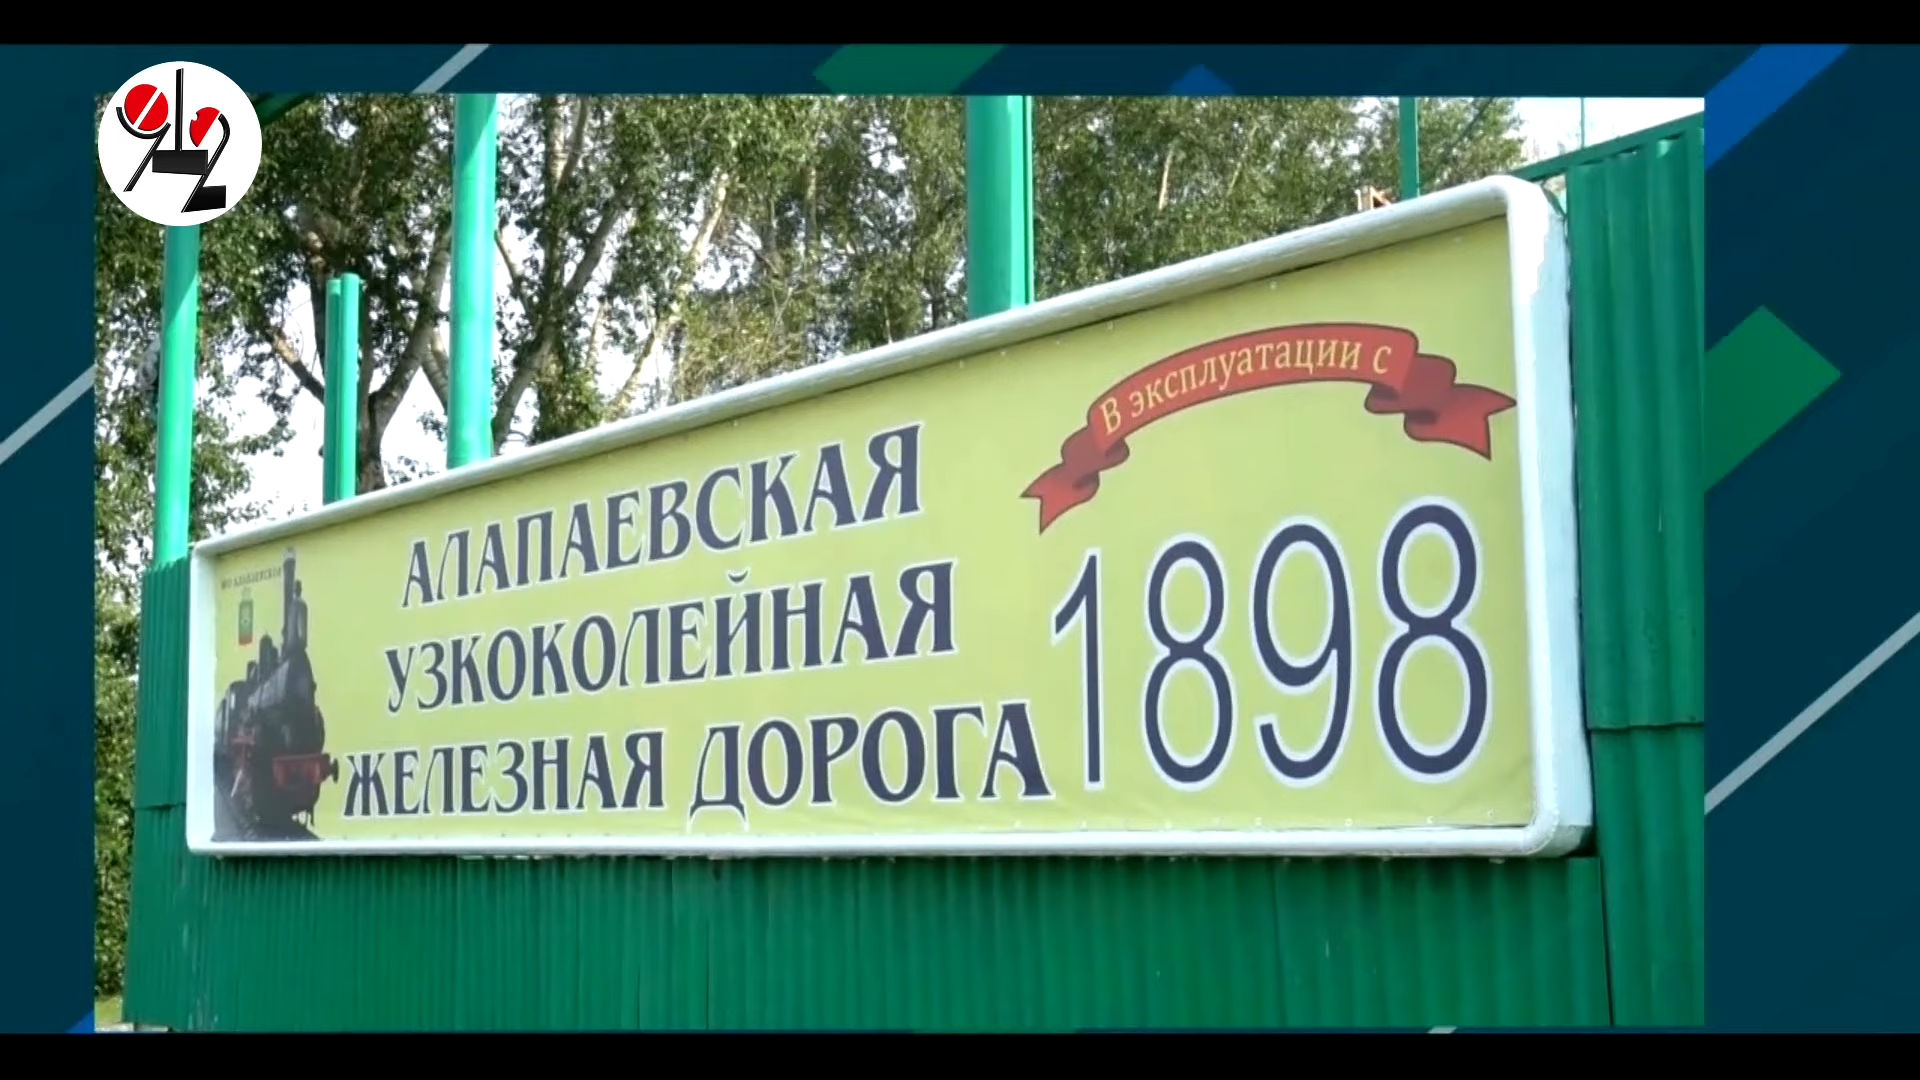 В эксплуатации с
АЛАПАЕВСКАЯ
УЗКОКОЛЕЙНАЯ
ЖЕЛЕЗНАЯ ДОРОГА
1898